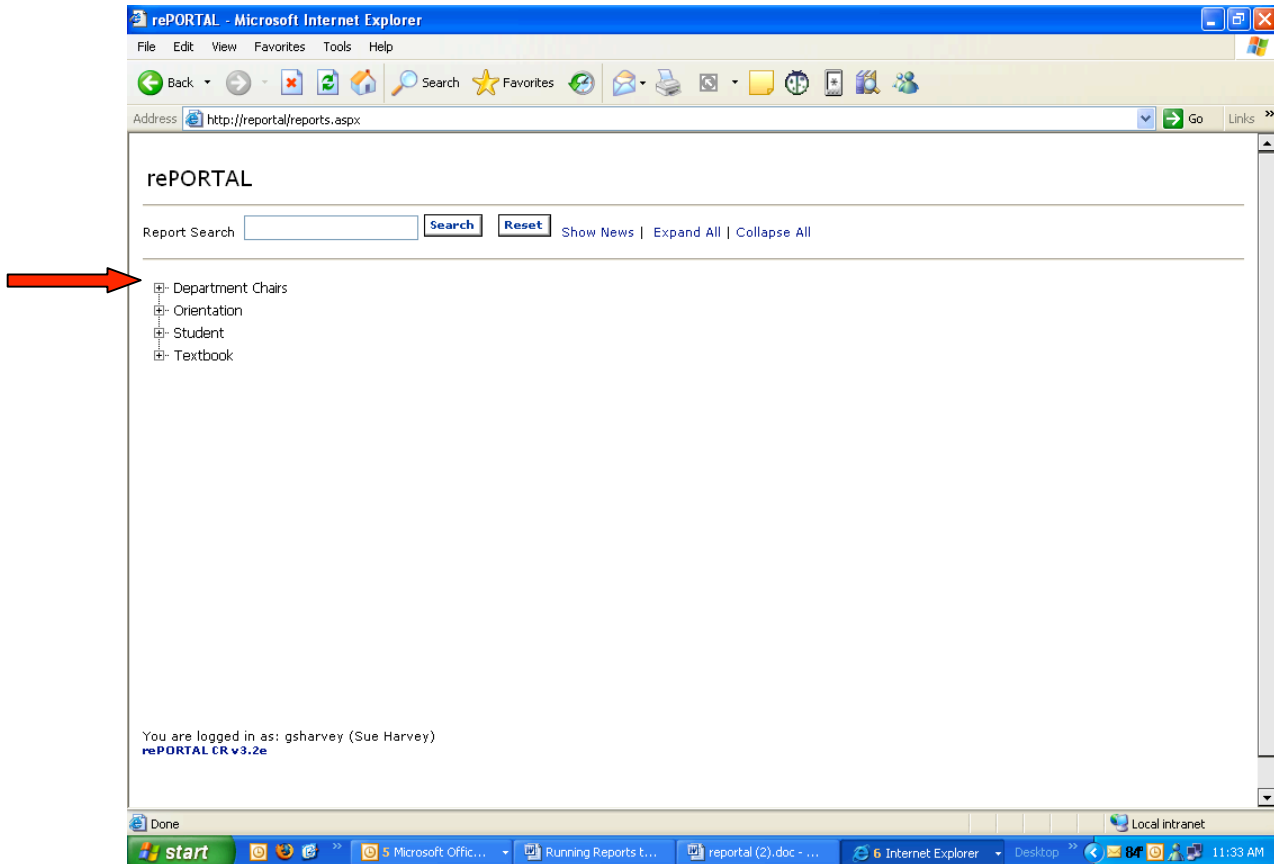 rePORTAL - Microsoft Internet Explorer
File Edit View Favorites Tools Help
Back Search Favorites
Address http://reportal/reports.aspx Go Links »
rePORTAL
Report Search Search Reset Show News | Expand All | Collapse All
Department Chairs
Orientation
Student
Textbook
You are logged in as: gsharvey (Sue Harvey)
rePORTAL CR v3.2e
Done Local intranet
start » 5 Microsoft Offic... Running Reports t... reportal (2).doc - ... 6 Internet Explorer Desktop » 84° 11:33 AM